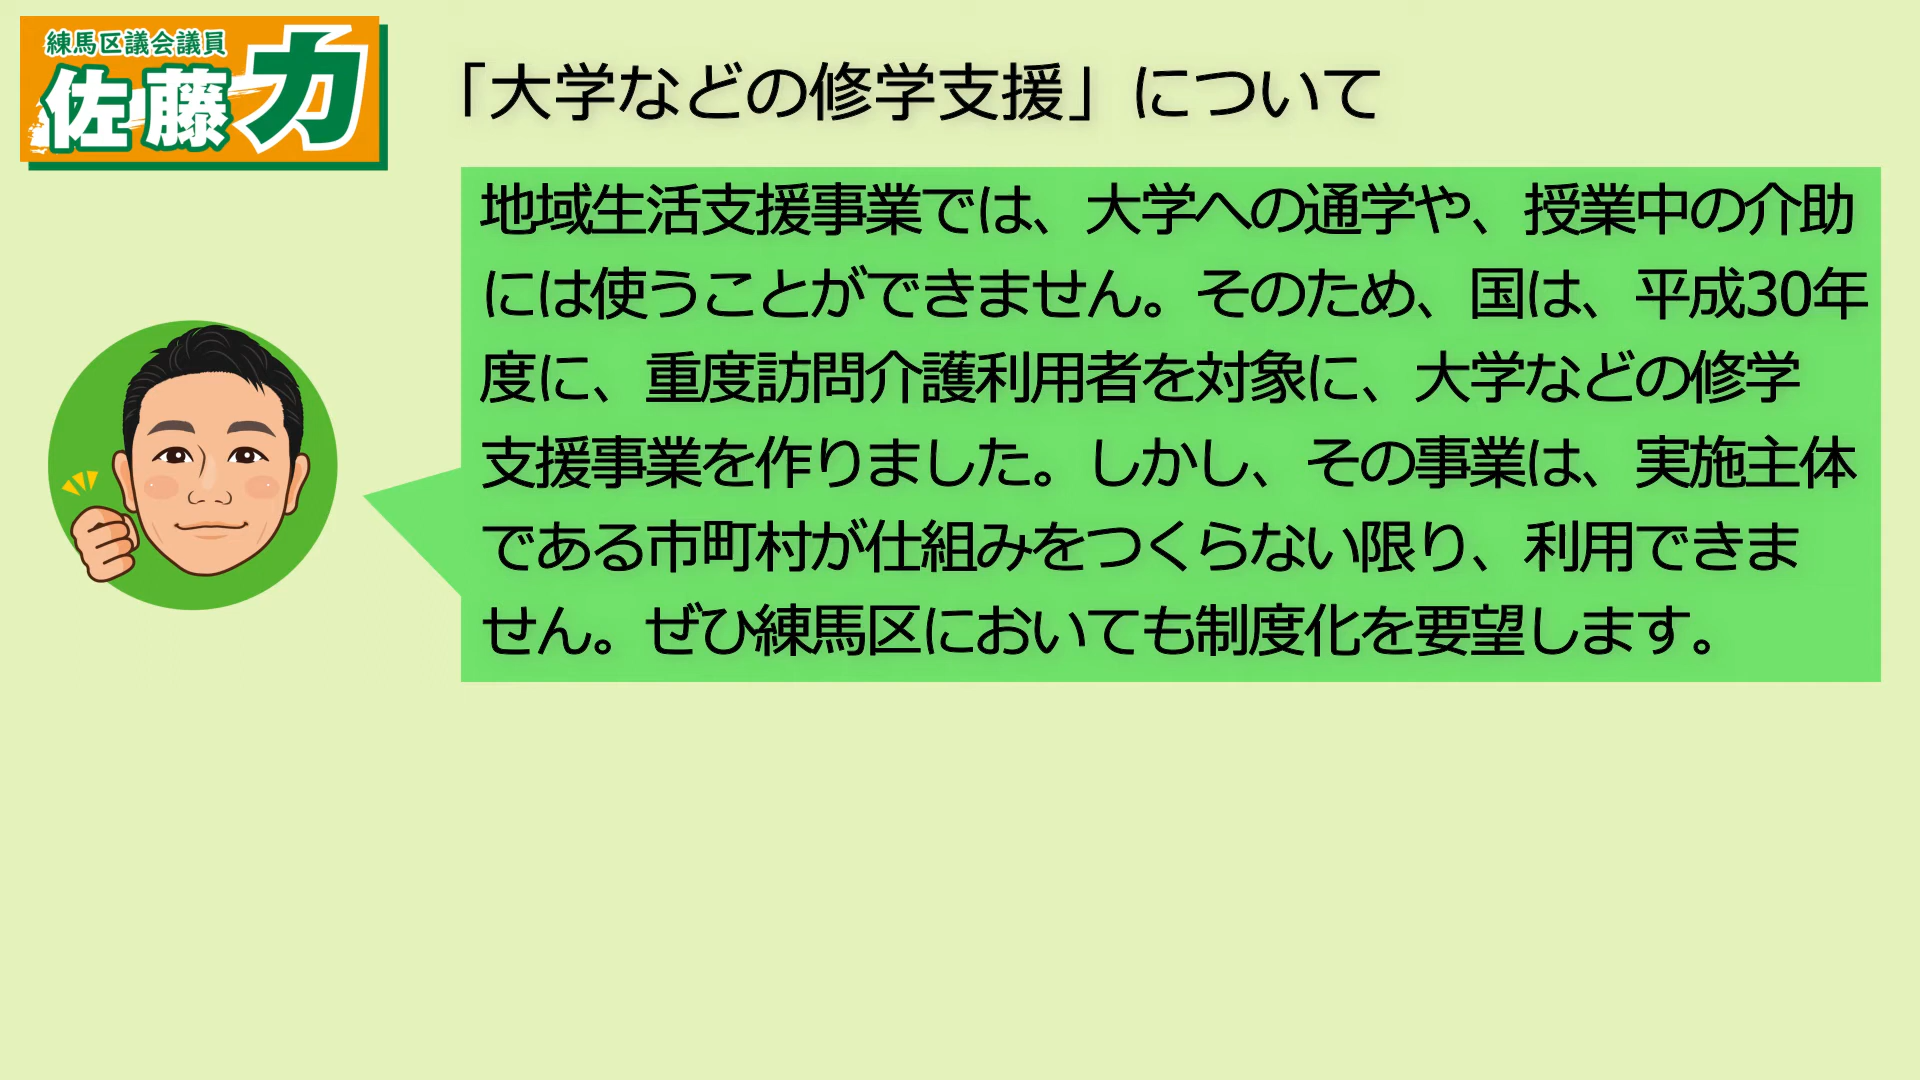 練馬区議会議員
佐藤力
「大学などの修学支援」について
地域生活支援事業では、大学への通学や、授業中の介助
には使うことができません。そのため、国は、平成30年
度に、重度訪問介護利用者を対象に、大学などの修学
支援事業を作りました。しかし、その事業は、実施主体
である市町村が仕組みをつくらない限り、利用できま
せん。ぜひ練馬区においても制度化を要望します。